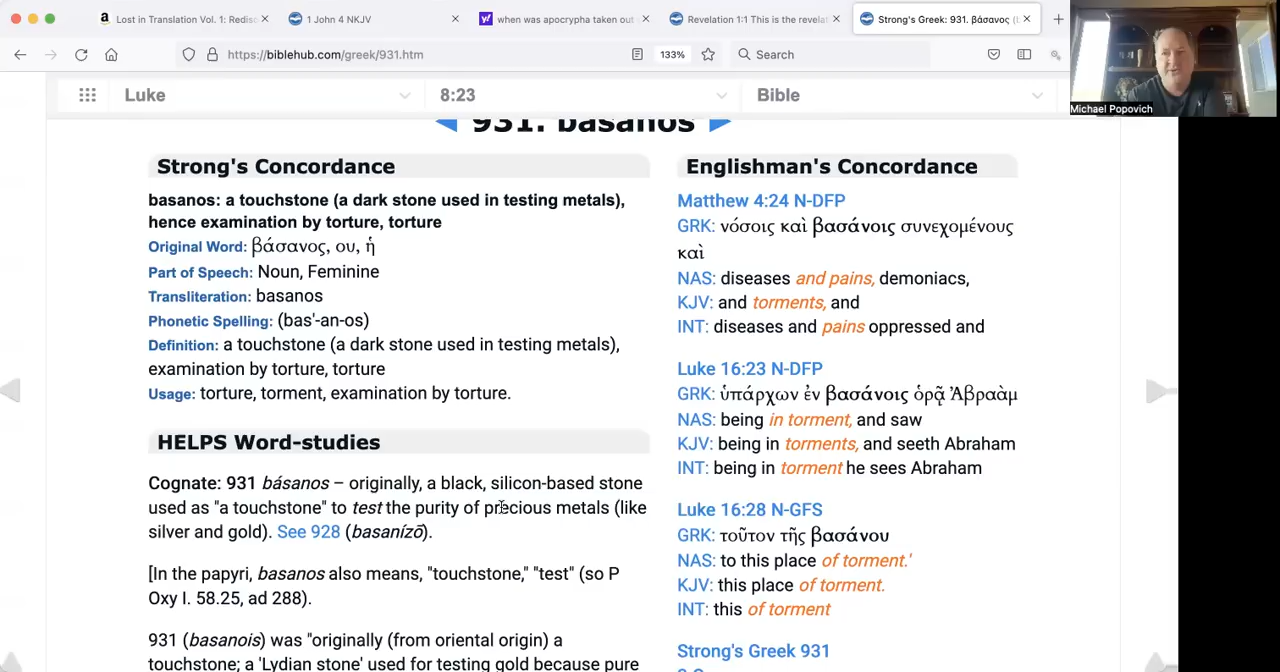 Lost in Translation Vol. 1: Redisc
1 John 4 NKJV
when was apocrypha taken out
Revelation 1:1 This is the revelat
Strong's Greek: 931. βάσανος (
https://biblehub.com/greek/931.htm
133%
Search
Michael Popovich
Luke
8:23
Bible
931. basanos
Strong's Concordance
basanos: a touchstone (a dark stone used in testing metals),
hence examination by torture, torture
Original Word: βάσανος, ου, ἡ
Part of Speech: Noun, Feminine
Transliteration: basanos
Phonetic Spelling: (bas'-an-os)
Definition: a touchstone (a dark stone used in testing metals),
examination by torture, torture
Usage: torture, torment, examination by torture.
HELPS Word-studies
Cognate: 931 básanos – originally, a black, silicon-based stone
used as "a touchstone" to test the purity of precious metals (like
silver and gold). See 928 (basanízō).
[In the papyri, basanos also means, "touchstone," "test" (so P
Oxy I. 58.25, ad 288).
931 (basanois) was "originally (from oriental origin) a
touchstone; a 'Lydian stone' used for testing gold because pure
Englishman's Concordance
Matthew 4:24 N-DFP
GRK: νόσοις καὶ βασάνοις συνεχομένους
καὶ
NAS: diseases and pains, demoniacs,
KJV: and torments, and
INT: diseases and pains oppressed and
Luke 16:23 N-DFP
GRK: ὑπάρχων ἐν βασάνοις ὁρᾷ Ἀβραὰμ
NAS: being in torment, and saw
KJV: being in torments, and seeth Abraham
INT: being in torment he sees Abraham
Luke 16:28 N-GFS
GRK: τοῦτον τῆς βασάνου
NAS: to this place of torment.'
KJV: this place of torment.
INT: this of torment
Strong's Greek 931